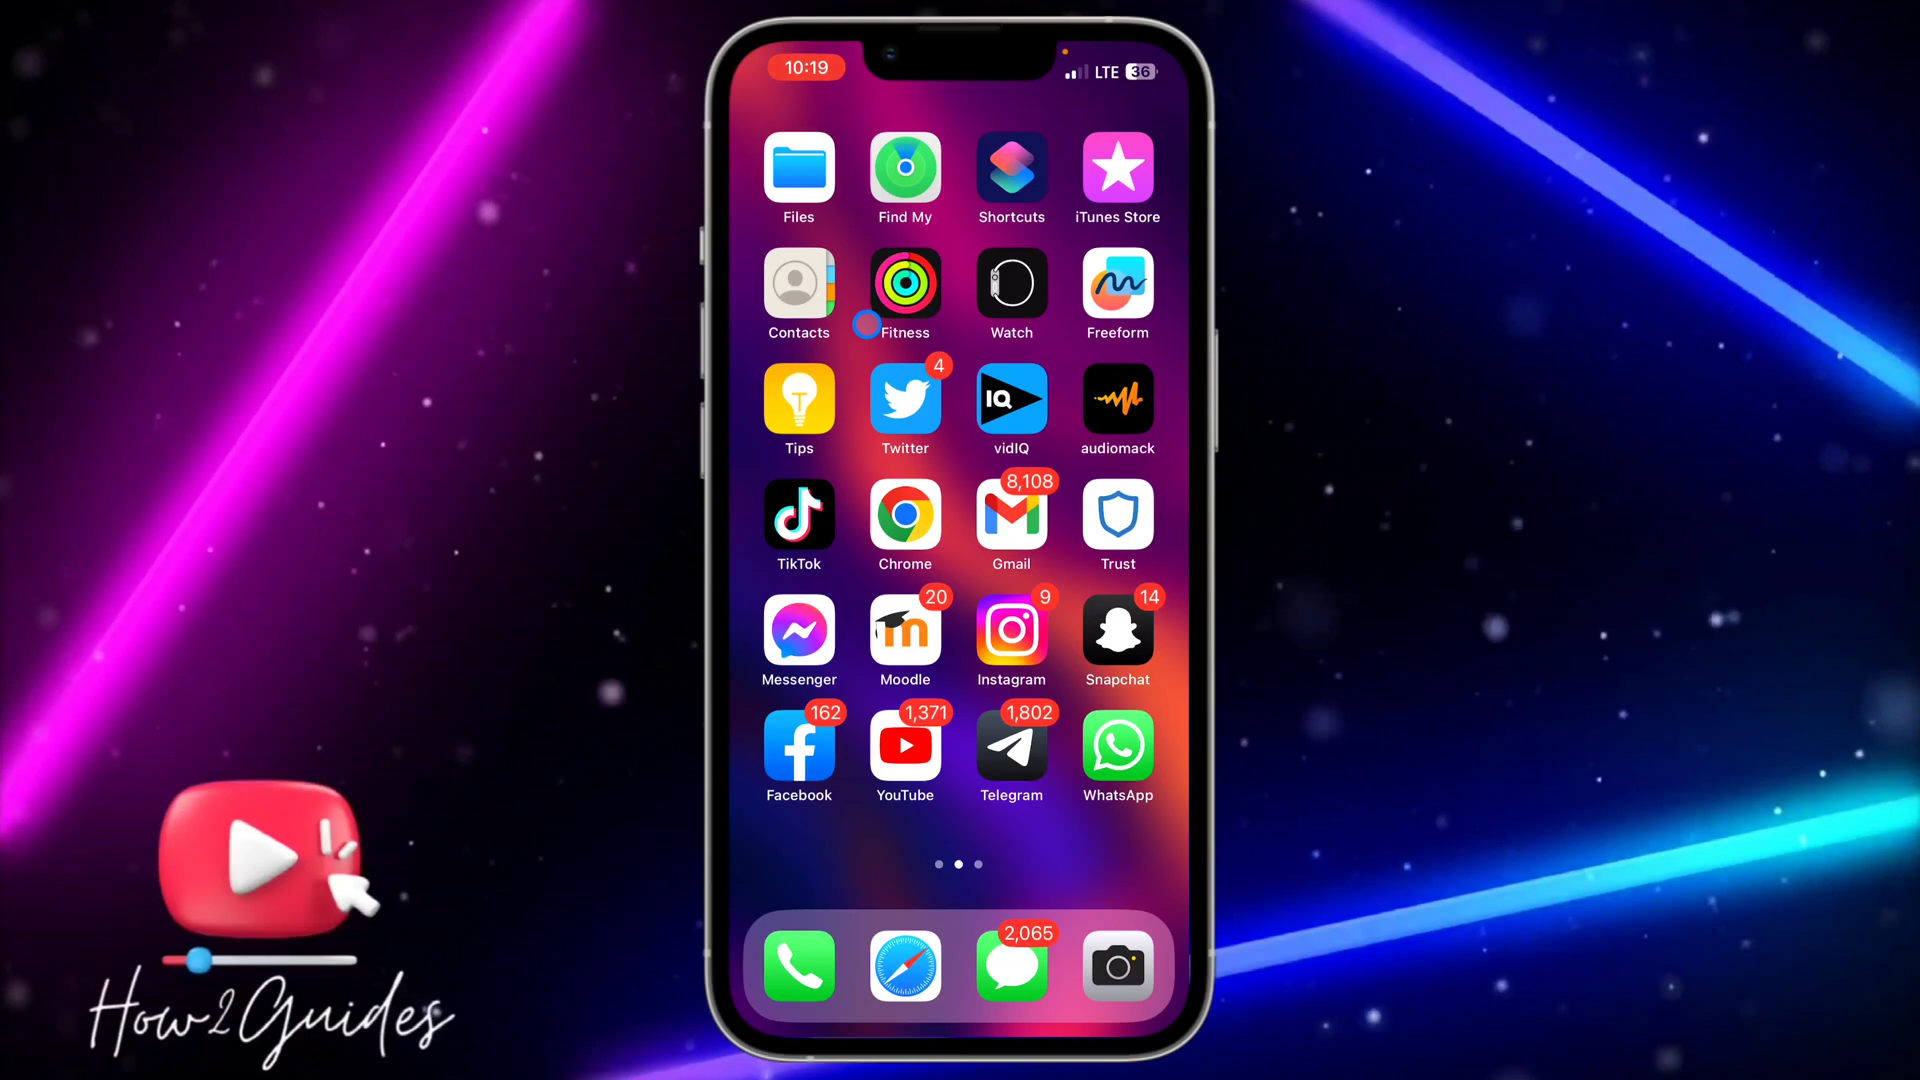 10:19
LTE 36
Files Find My Shortcuts iTunes Store
Contacts Fitness Watch Freeform
4
IQ
Tips Twitter vidIQ audiomack
8,108
TikTok Chrome Gmail Trust
20 9 14
Messenger Moodle Instagram Snapchat
162 1,371 1,802
Facebook YouTube Telegram WhatsApp
2,065
How2Guides